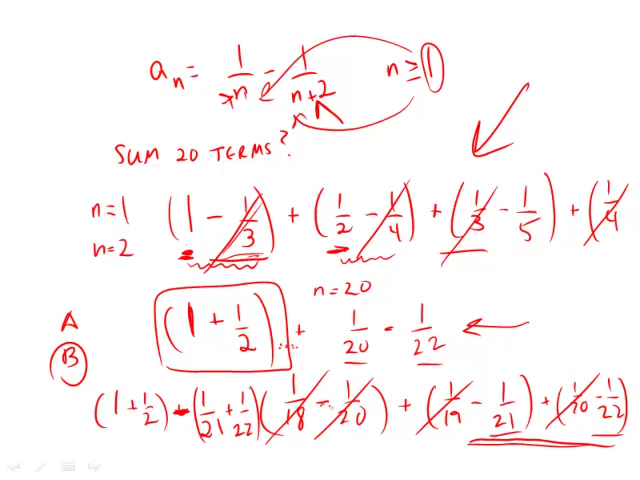 aₙ = 1/n - 1/(n+2) n ≥ 1
SUM 20 TERMS?
n=1 (1 - 1/3) + (1/2 - 1/4) + (1/3 - 1/5) + (1/4
n=2
n=20
A (1 + 1/2) .... + 1/20 - 1/22
B
(1 + 1/2) - (1/21 + 1/22) (1/18 - 1/20) + (1/19 - 1/21) + (1/20 - 1/22)